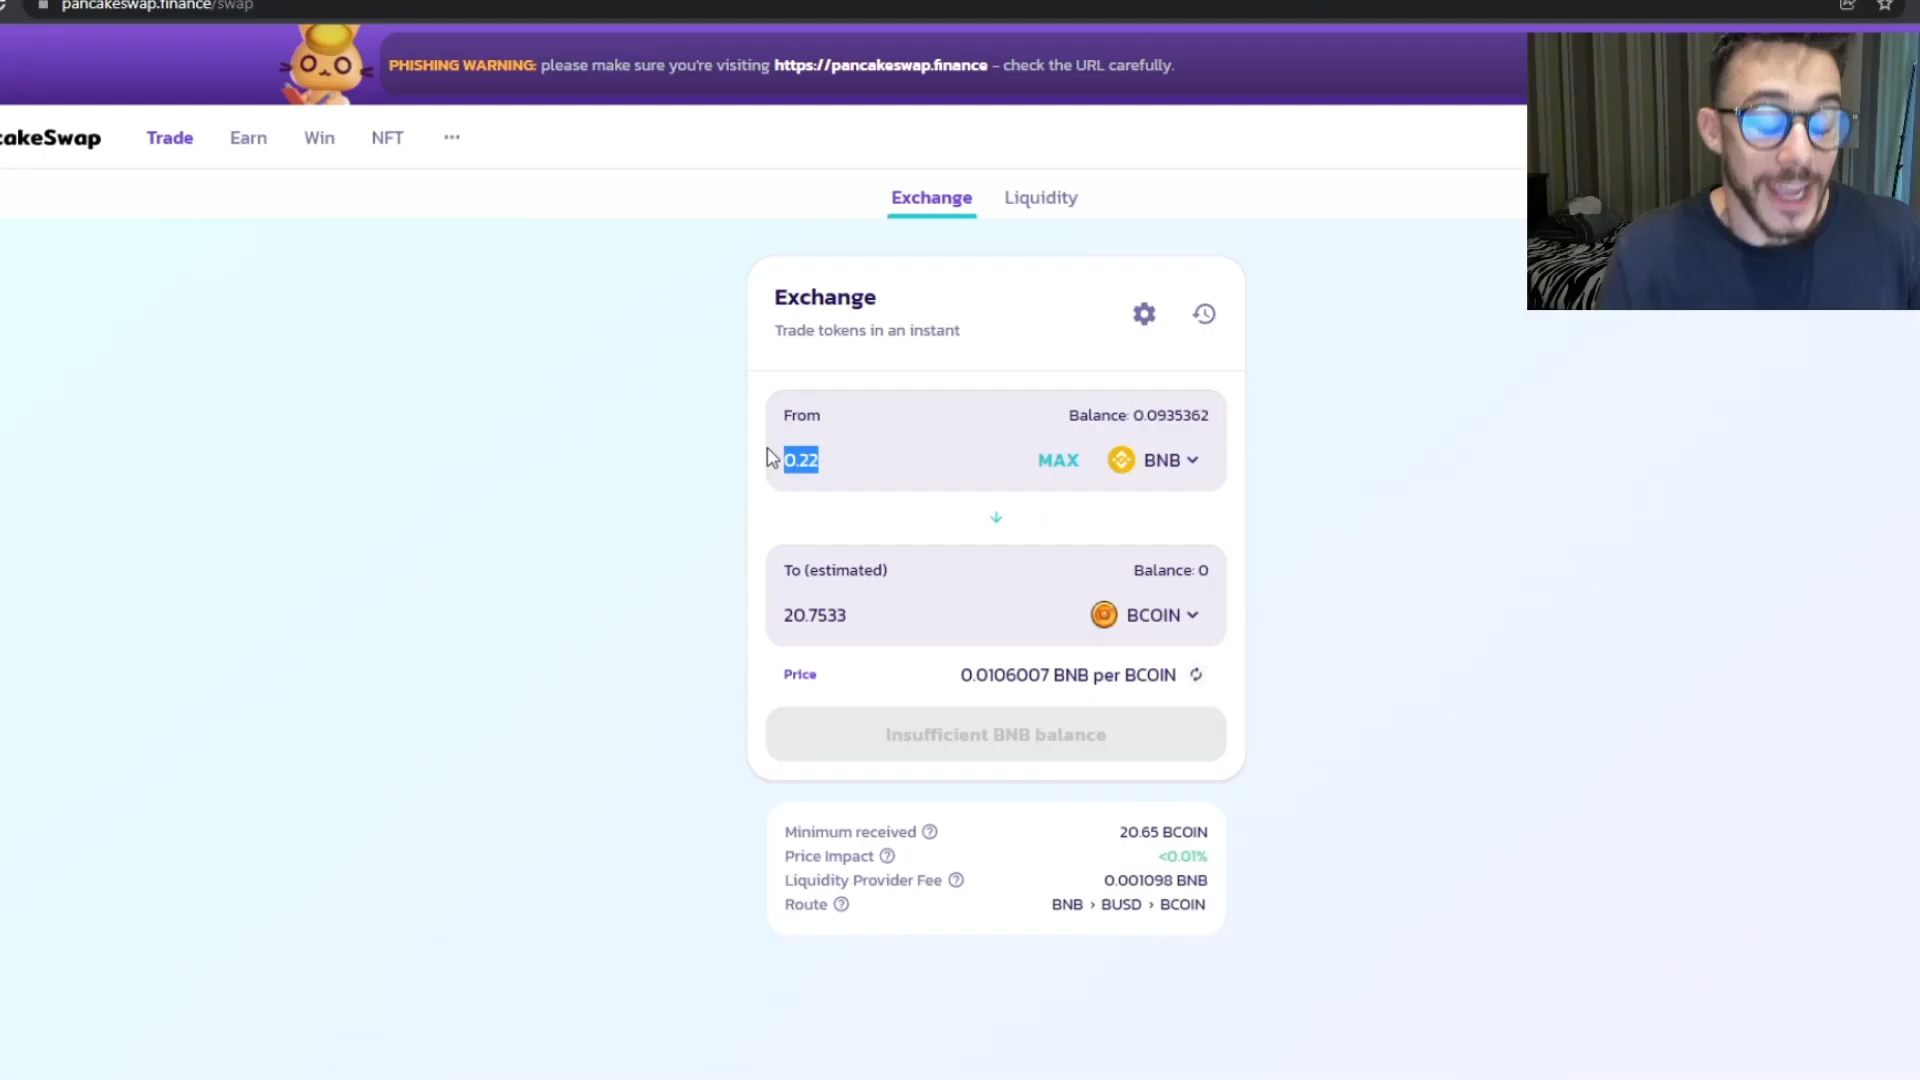 pancakeswap.finance/swap
PHISHING WARNING: please make sure you're visiting https://pancakeswap.finance - check the URL carefully.
cakeSwap
Trade
Earn
Win
NFT
Exchange
Liquidity
Exchange
Trade tokens in an instant
From
Balance: 0.0935362
0.22
MAX
BNB
To (estimated)
Balance: 0
20.7533
BCOIN
Price
0.0106007 BNB per BCOIN
Insufficient BNB balance
Minimum received
20.65 BCOIN
Price Impact
<0.01%
Liquidity Provider Fee
0.001098 BNB
Route
BNB > BUSD > BCOIN